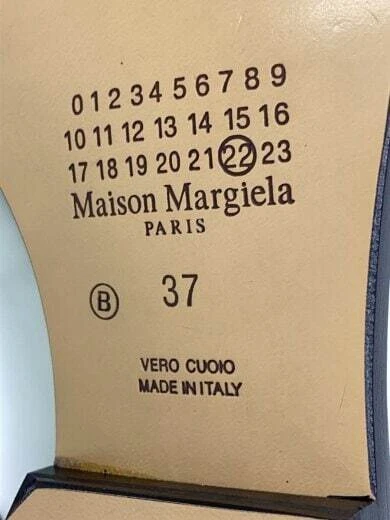 0 1 2 3 4 5 6 7 8 9
10 11 12 13 14 15 16
17 18 19 20 21 22 23
Maison Margiela
PARIS
B 37
VERO CUOIO
MADE IN ITALY